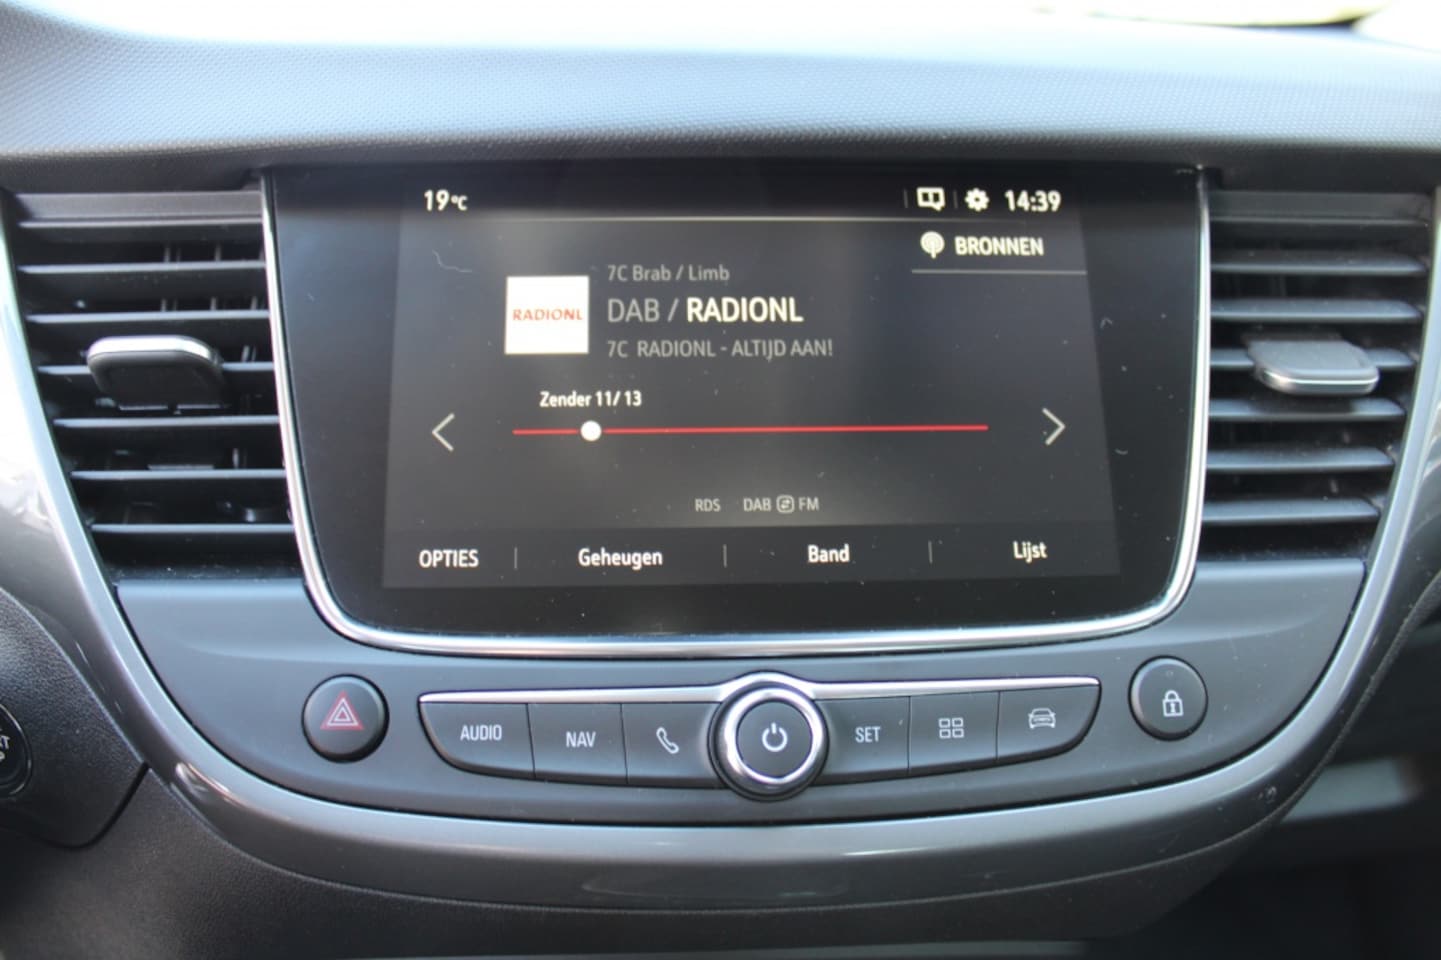 19°C
14:39
BRONNEN
7C Brab / Limb
RADIONL
DAB / RADIONL
7C RADIONL - ALTIJD AAN!
Zender 11/ 13
RDS DAB FM
OPTIES | Geheugen | Band | Lijst
AUDIO
NAV
SET